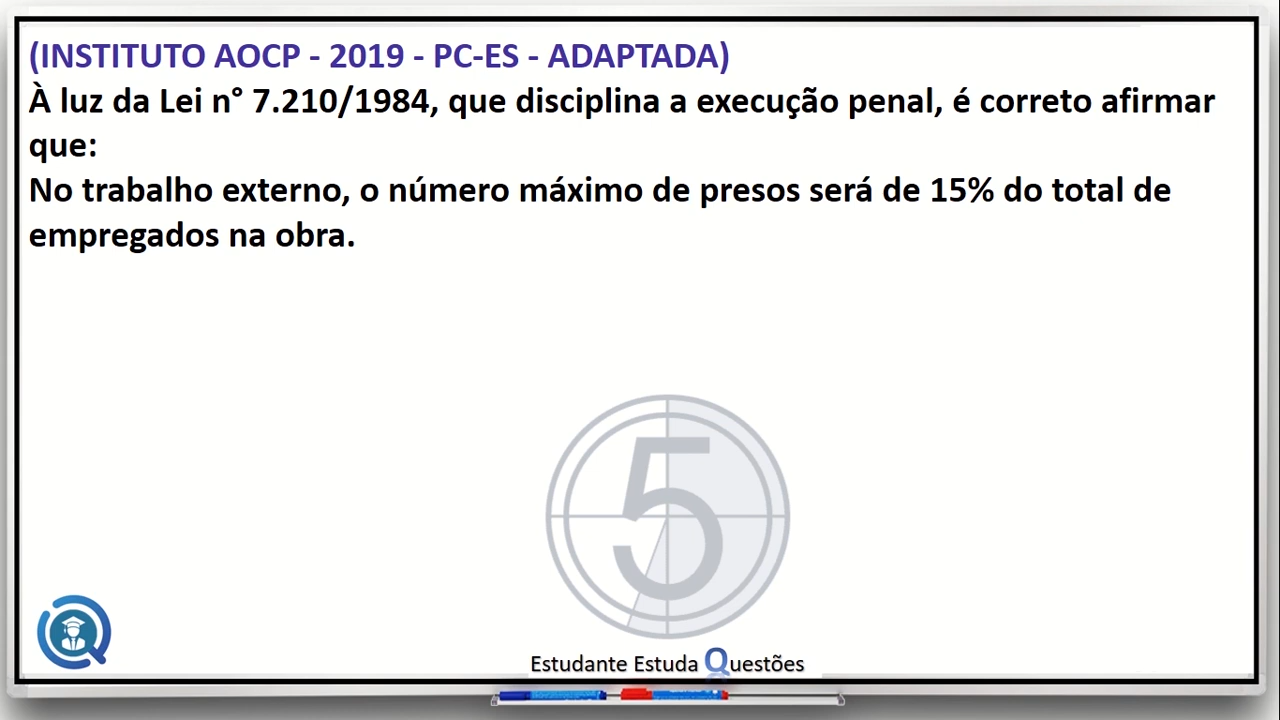 (INSTITUTO AOCP - 2019 - PC-ES - ADAPTADA)
À luz da Lei n° 7.210/1984, que disciplina a execução penal, é correto afirmar
que:
No trabalho externo, o número máximo de presos será de 15% do total de
empregados na obra.
5
Estudante Estuda Questões